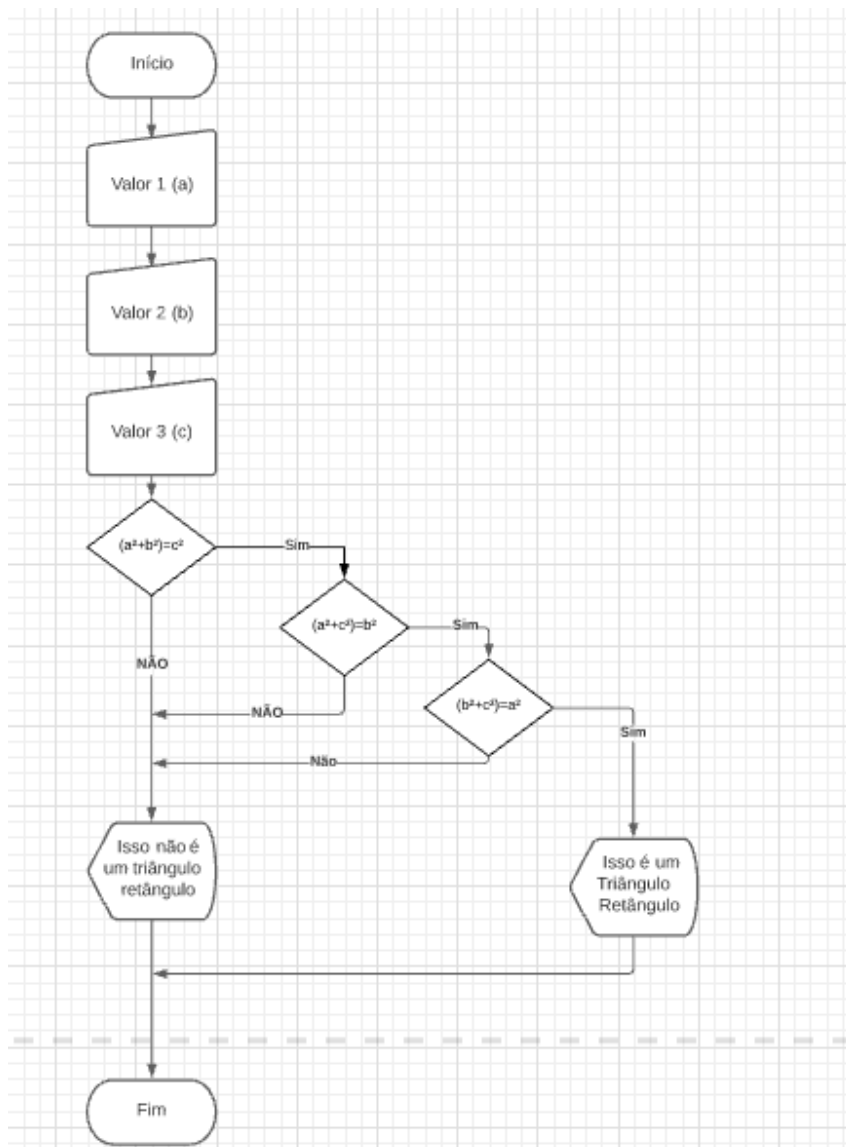 Início
Valor 1 (a)
Valor 2 (b)
Valor 3 (c)
(a²+b²)=c²
Sim
(a²+c²)=b²
Sim
NÃO
(b²+c²)=a²
NÃO
Sim
Não
Isso não é
um triângulo
retângulo
Isso é um
Triângulo
Retângulo
Fim